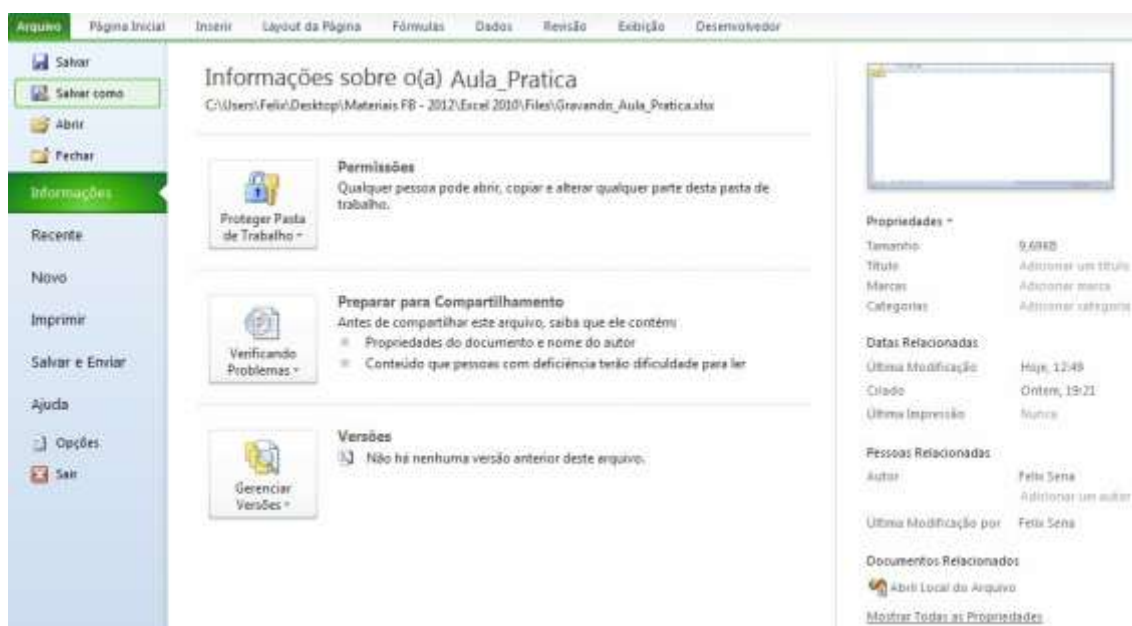 Arquivo Página Inicial Inserir Layout da Página Fórmulas Dados Revisão Exibição Desenvolvedor
Salvar
Salvar como
Abrir
Fechar
Informações
Recente
Novo
Imprimir
Salvar e Enviar
Ajuda
Opções
Sair
Informações sobre o(a) Aula_Pratica
C:\Users\Felix\Desktop\Materiais FB - 2012\Excel 2010\Files\Gravando_Aula_Pratica.xlsx
Proteger Pasta
de Trabalho
Permissões
Qualquer pessoa pode abrir, copiar e alterar qualquer parte desta pasta de
trabalho.
Verificando
Problemas
Preparar para Compartilhamento
Antes de compartilhar este arquivo, saiba que ele contém:
Propriedades do documento e nome do autor
Conteúdo que pessoas com deficiência terão dificuldade para ler
Gerenciar
Versões
Versões
Não há nenhuma versão anterior deste arquivo.
Propriedades
Tamanho 9,69KB
Título Adicionar um título
Marcas Adicionar marca
Categorias Adicionar categoria
Datas Relacionadas
Última Modificação Hoje, 12:49
Criado Ontem, 19:21
Última Impressão Nunca
Pessoas Relacionadas
Autor Felix Sena
Adicionar um autor
Última Modificação por Felix Sena
Documentos Relacionados
Abrir Local do Arquivo
Mostrar Todas as Propriedades